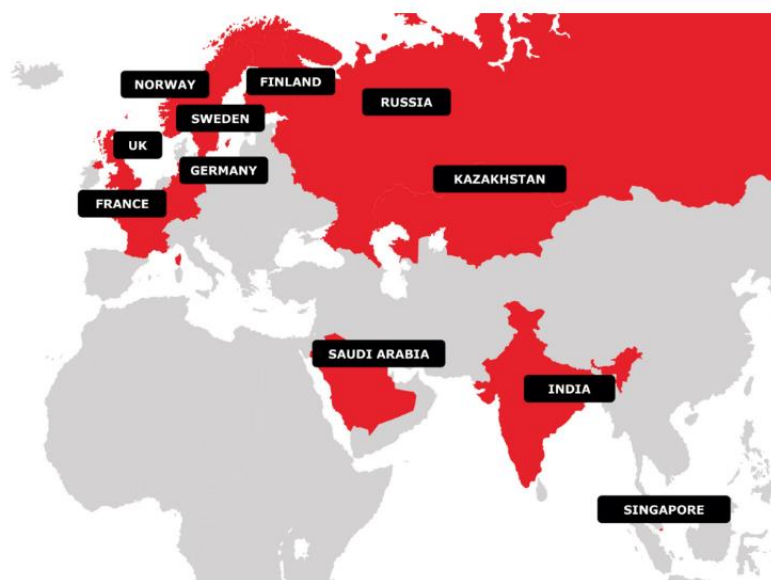 NORWAY
FINLAND
RUSSIA
SWEDEN
UK
GERMANY
KAZAKHSTAN
FRANCE
SAUDI ARABIA
INDIA
SINGAPORE